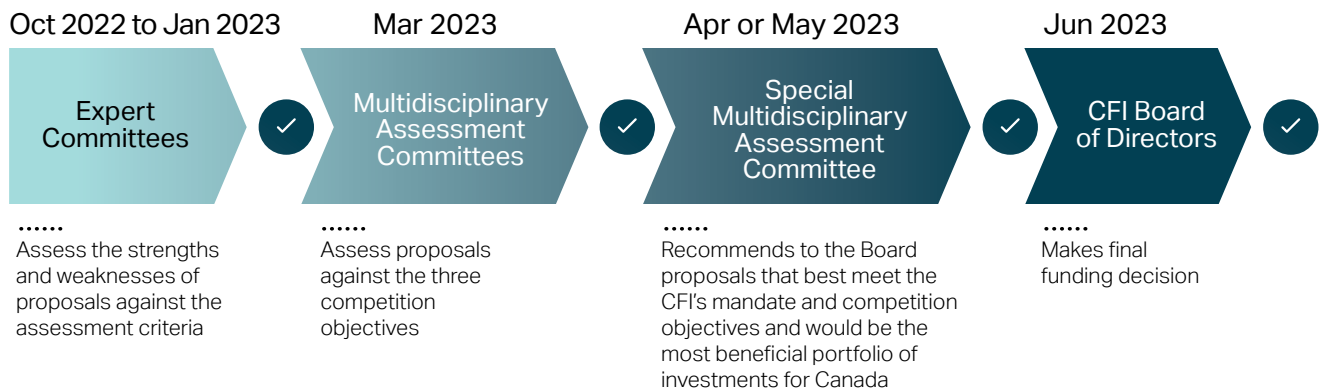 Oct 2022 to Jan 2023
Expert
Committees
......
Assess the strengths
and weaknesses of
proposals against the
assessment criteria
Mar 2023
Multidisciplinary
Assessment
Committees
......
Assess proposals
against the three
competition
objectives
Apr or May 2023
Special
Multidisciplinary
Assessment
Committee
......
Recommends to the Board
proposals that best meet the
CFI’s mandate and competition
objectives and would be the
most beneficial portfolio of
investments for Canada
Jun 2023
CFI Board
of Directors
......
Makes final
funding decision